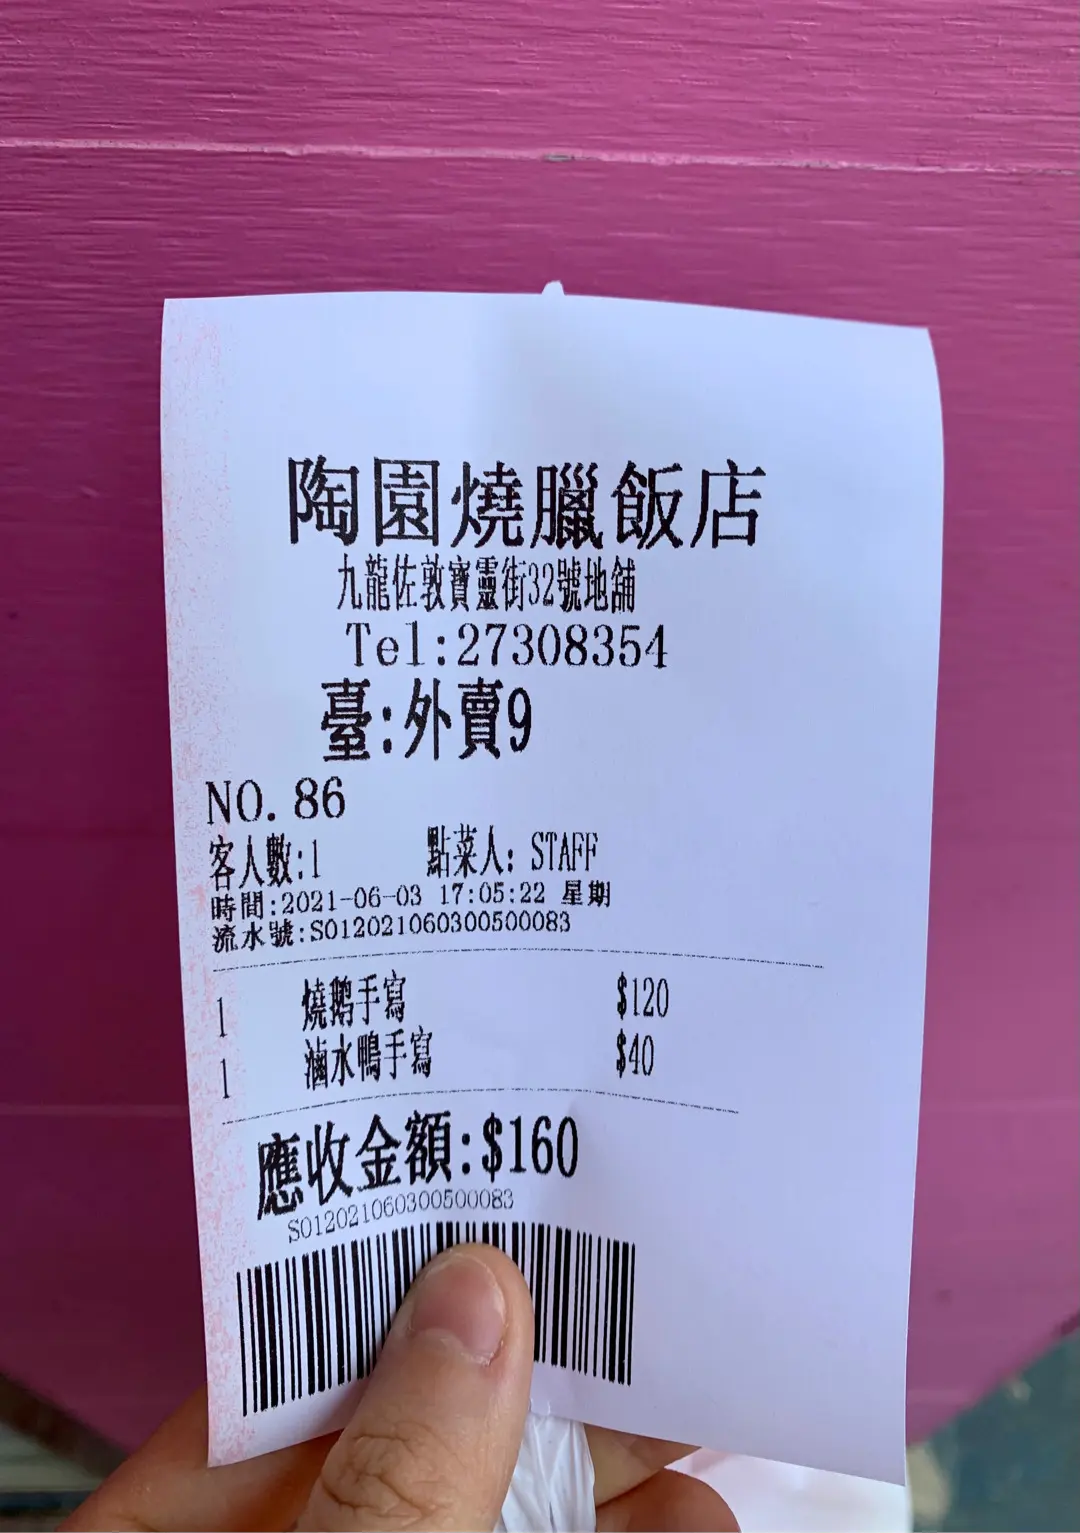 陶園燒臘飯店
九龍佐敦寶靈街32號地舖
Tel:27308354
臺:外賣9
NO. 86
客人數:1 點菜人: STAFF
時間:2021-06-03 17:05:22 星期
流水號:S012021060300500083
1 燒鵝手寫 $120
1 滷水鴨手寫 $40
應收金額:$160
S012021060300500083